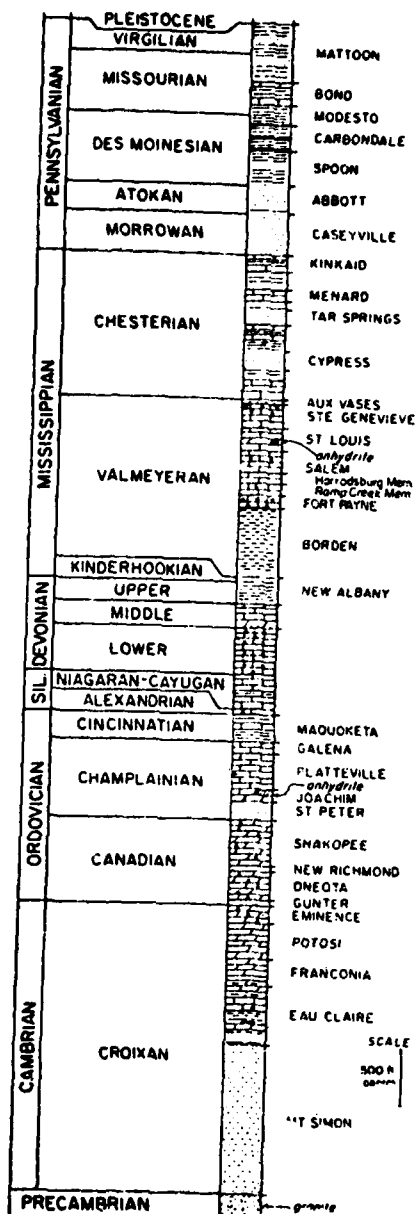 PLEISTOCENE
VIRGILIAN
MISSOURIAN
DES MOINESIAN
ATOKAN
MORROWAN
PENNSYLVANIAN
CHESTERIAN
VALMEYERAN
KINDERHOOKIAN
MISSISSIPPIAN
UPPER
MIDDLE
LOWER
DEVONIAN
NIAGARAN-CAYUGAN
ALEXANDRIAN
SIL.
CINCINNATIAN
CHAMPLAINIAN
CANADIAN
ORDOVICIAN
CROIXAN
CAMBRIAN
PRECAMBRIAN
MATTOON
BOND
MODESTO
CARBONDALE
SPOON
ABBOTT
CASEYVILLE
KINKAID
MENARD
TAR SPRINGS
CYPRESS
AUX VASES
STE GENEVIEVE
ST LOUIS
anhydrite
SALEM
Harrodsburg Mem
Ramp Creek Mem
FORT PAYNE
BORDEN
NEW ALBANY
MAQUOKETA
GALENA
PLATTEVILLE
anhydrite
JOACHIM
ST PETER
SHAKOPEE
NEW RICHMOND
ONEOTA
GUNTER
EMINENCE
POTOSI
FRANCONIA
EAU CLAIRE
SCALE
500 ft
SIMON
granite